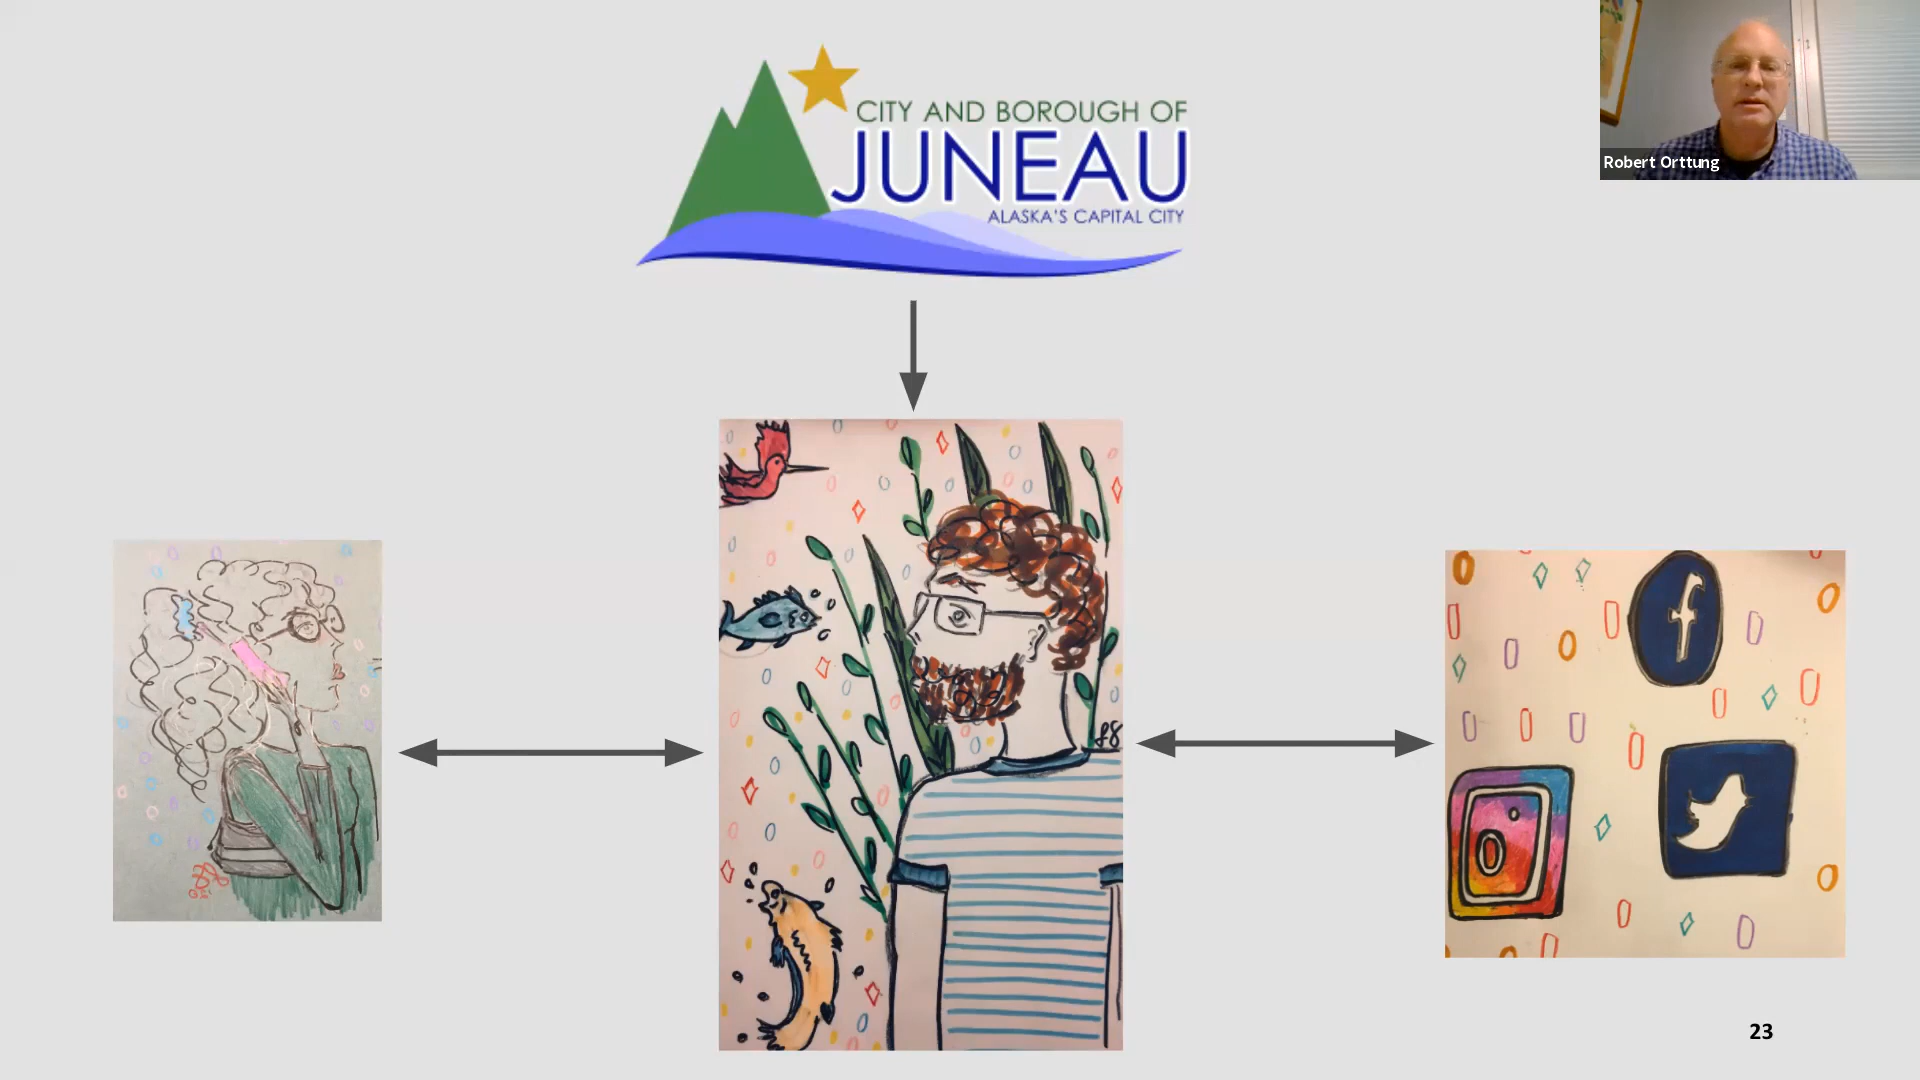 CITY AND BOROUGH OF
JUNEAU
ALASKA'S CAPITAL CITY
Robert Orttung
f
23